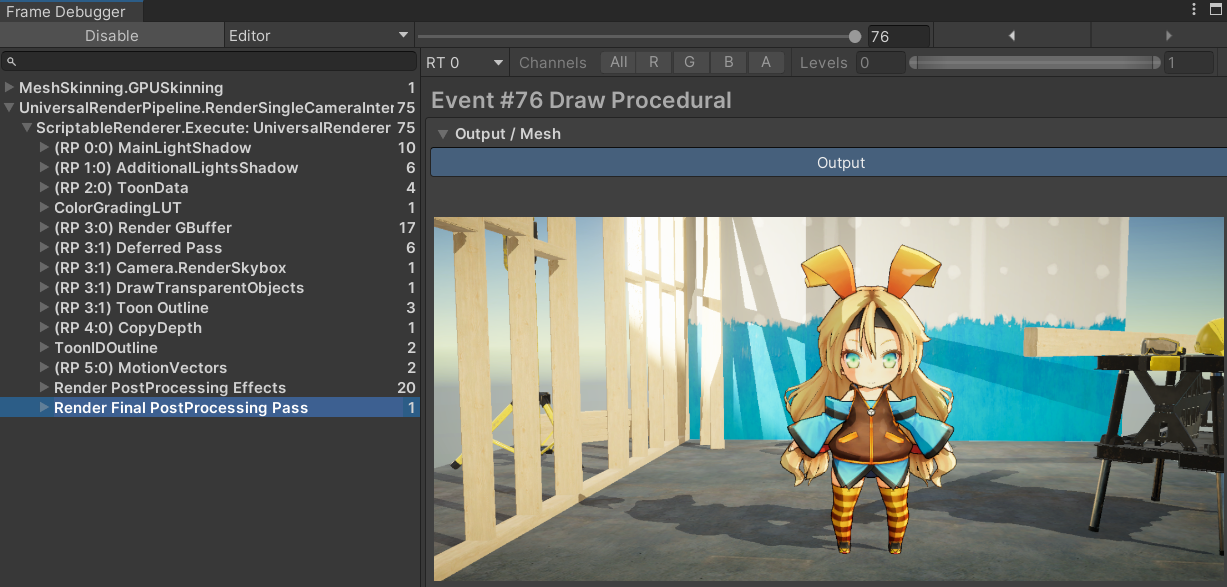 Frame Debugger
Disable
Editor
76
RT 0
Channels
All
R
G
B
A
Levels
0
1
MeshSkinning.GPUSkinning 1
UniversalRenderPipeline.RenderSingleCameraInter 75
ScriptableRenderer.Execute: UniversalRenderer 75
(RP 0:0) MainLightShadow 10
(RP 1:0) AdditionalLightsShadow 6
(RP 2:0) ToonData 4
ColorGradingLUT 1
(RP 3:0) Render GBuffer 17
(RP 3:1) Deferred Pass 6
(RP 3:1) Camera.RenderSkybox 1
(RP 3:1) DrawTransparentObjects 1
(RP 3:1) Toon Outline 3
(RP 4:0) CopyDepth 1
ToonIDOutline 2
(RP 5:0) MotionVectors 2
Render PostProcessing Effects 20
Render Final PostProcessing Pass 1
Event #76 Draw Procedural
Output / Mesh
Output